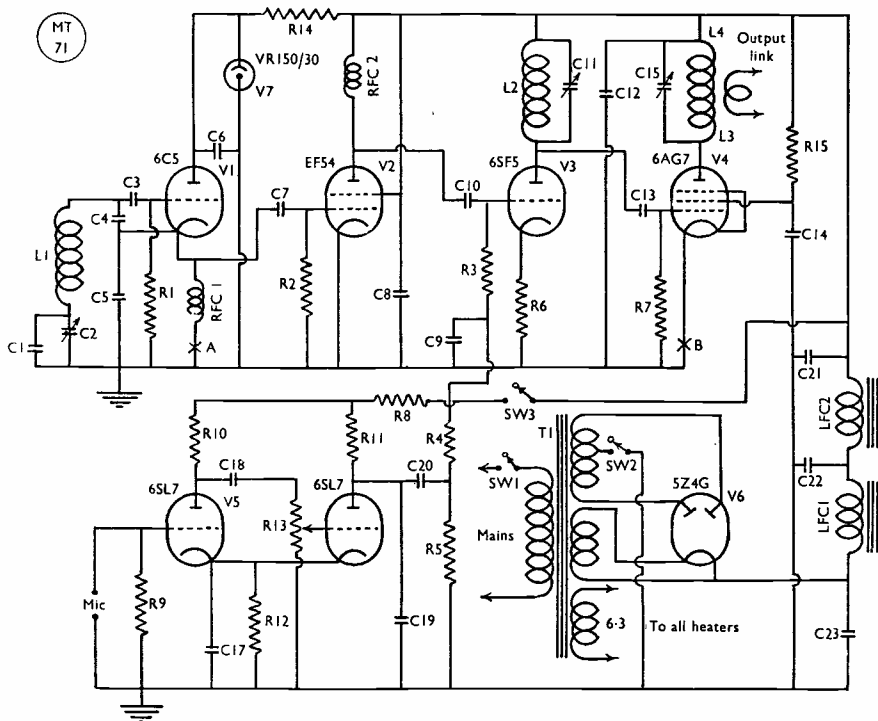 MT
71
R14
VR150/30
V7
RFC 2
C11
L2
C12
C15
L4
Output
link
L3
C6
6C5
V1
EF54
V2
6SF5
V3
6AG7
V4
R15
C3
C4
C7
C10
C13
C14
L1
C5
R1
RFC 1
R2
C8
R3
R6
R7
C1
C2
A
C9
B
C21
R8
SW3
LFC2
R10
R11
R4
T1
SW2
C18
C20
SW1
5Z4G
V6
C22
6SL7
V5
6SL7
R13
Mains
LFC1
R5
Mic
R9
R12
C17
C19
6·3
To all heaters
C23